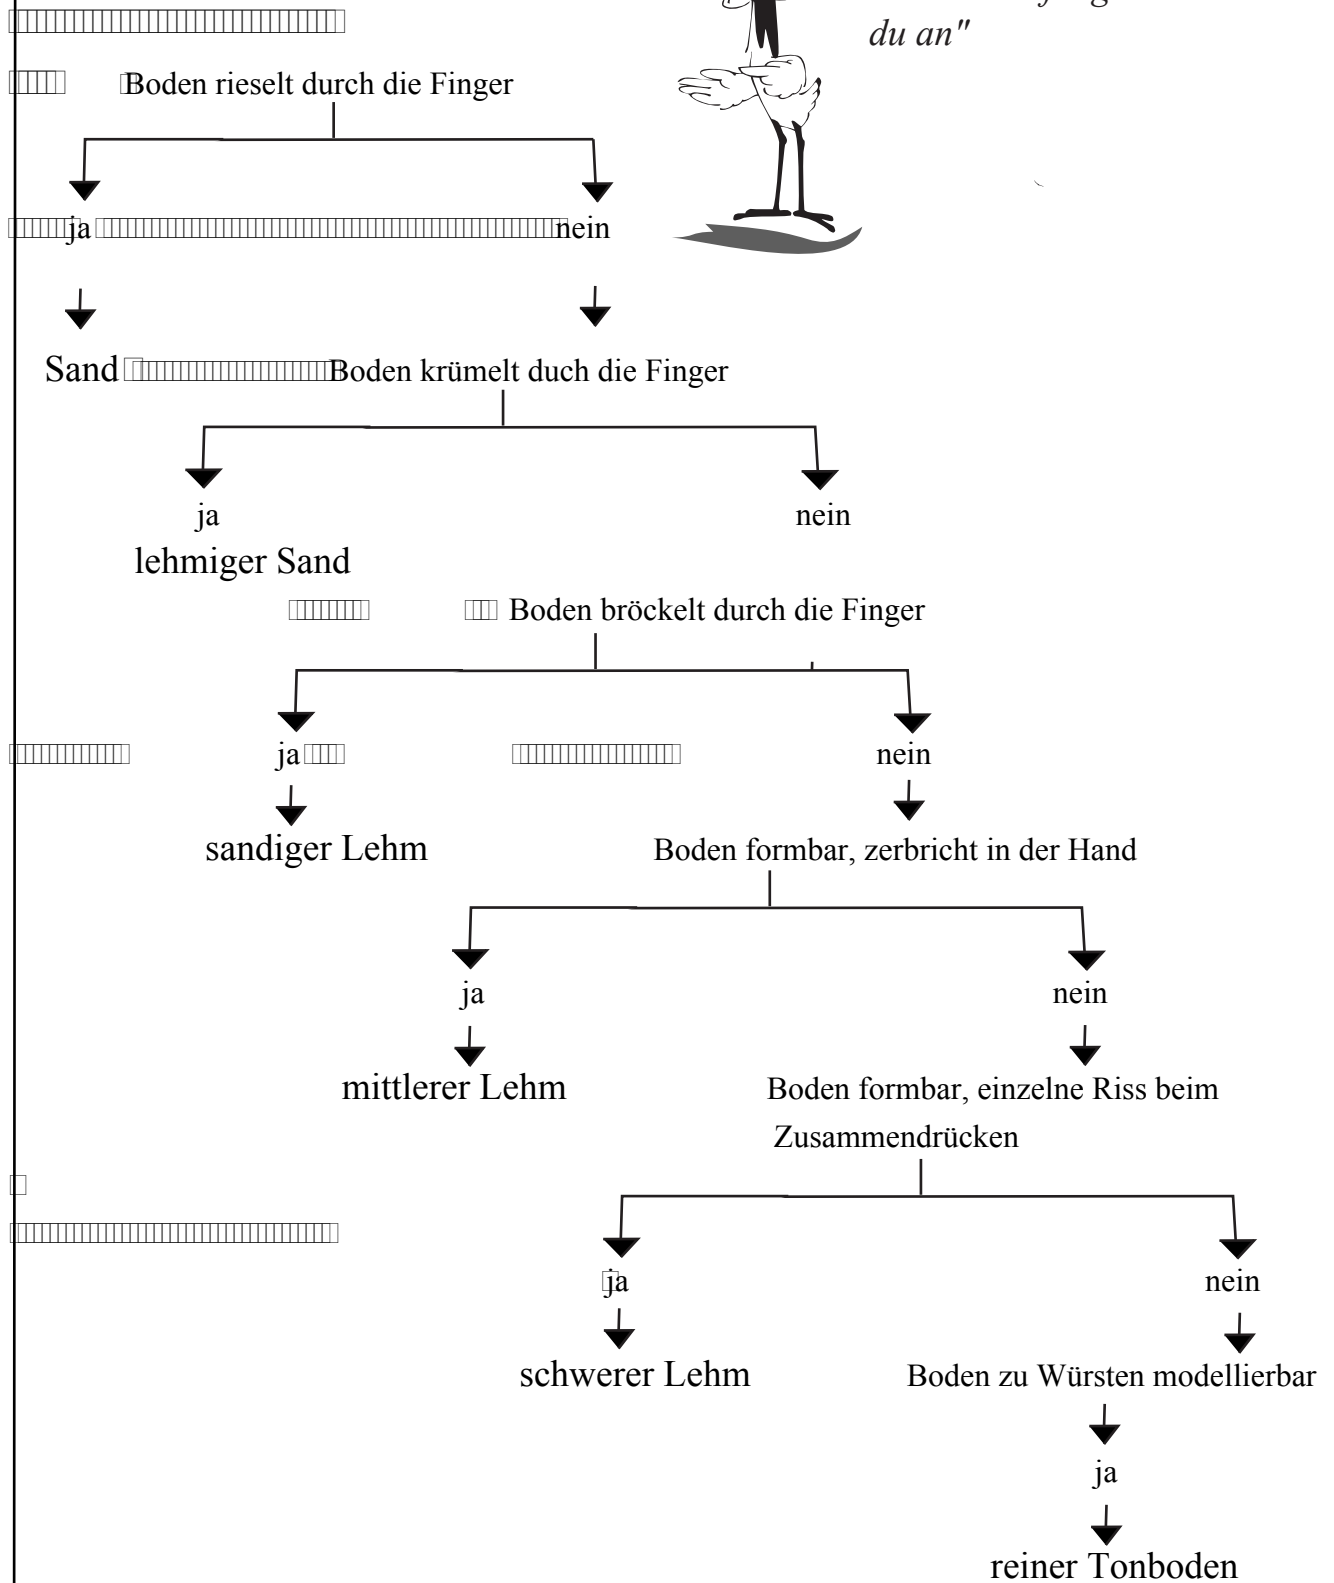 du an"
Boden rieselt durch die Finger
ja nein
Sand Boden krümelt duch die Finger
ja nein
lehmiger Sand
Boden bröckelt durch die Finger
ja nein
sandiger Lehm Boden formbar, zerbricht in der Hand
ja nein
mittlerer Lehm Boden formbar, einzelne Riss beim
Zusammendrücken
ja nein
schwerer Lehm Boden zu Würsten modellierbar
ja
reiner Tonboden